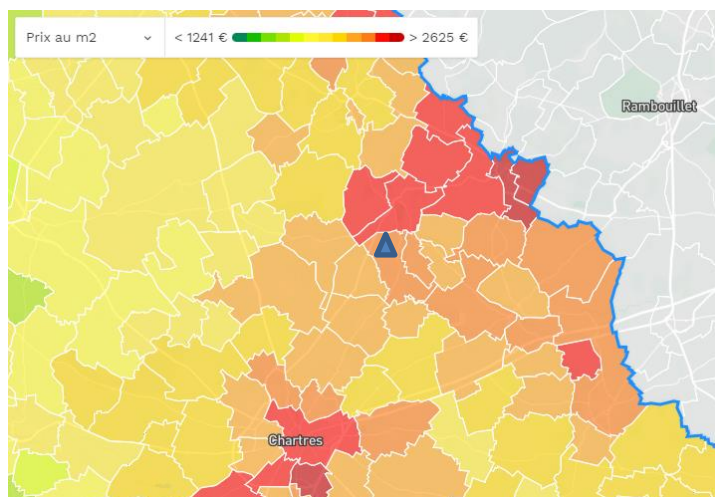 Prix au m2 < 1241 € > 2625 €
Rambouillet
Chartres